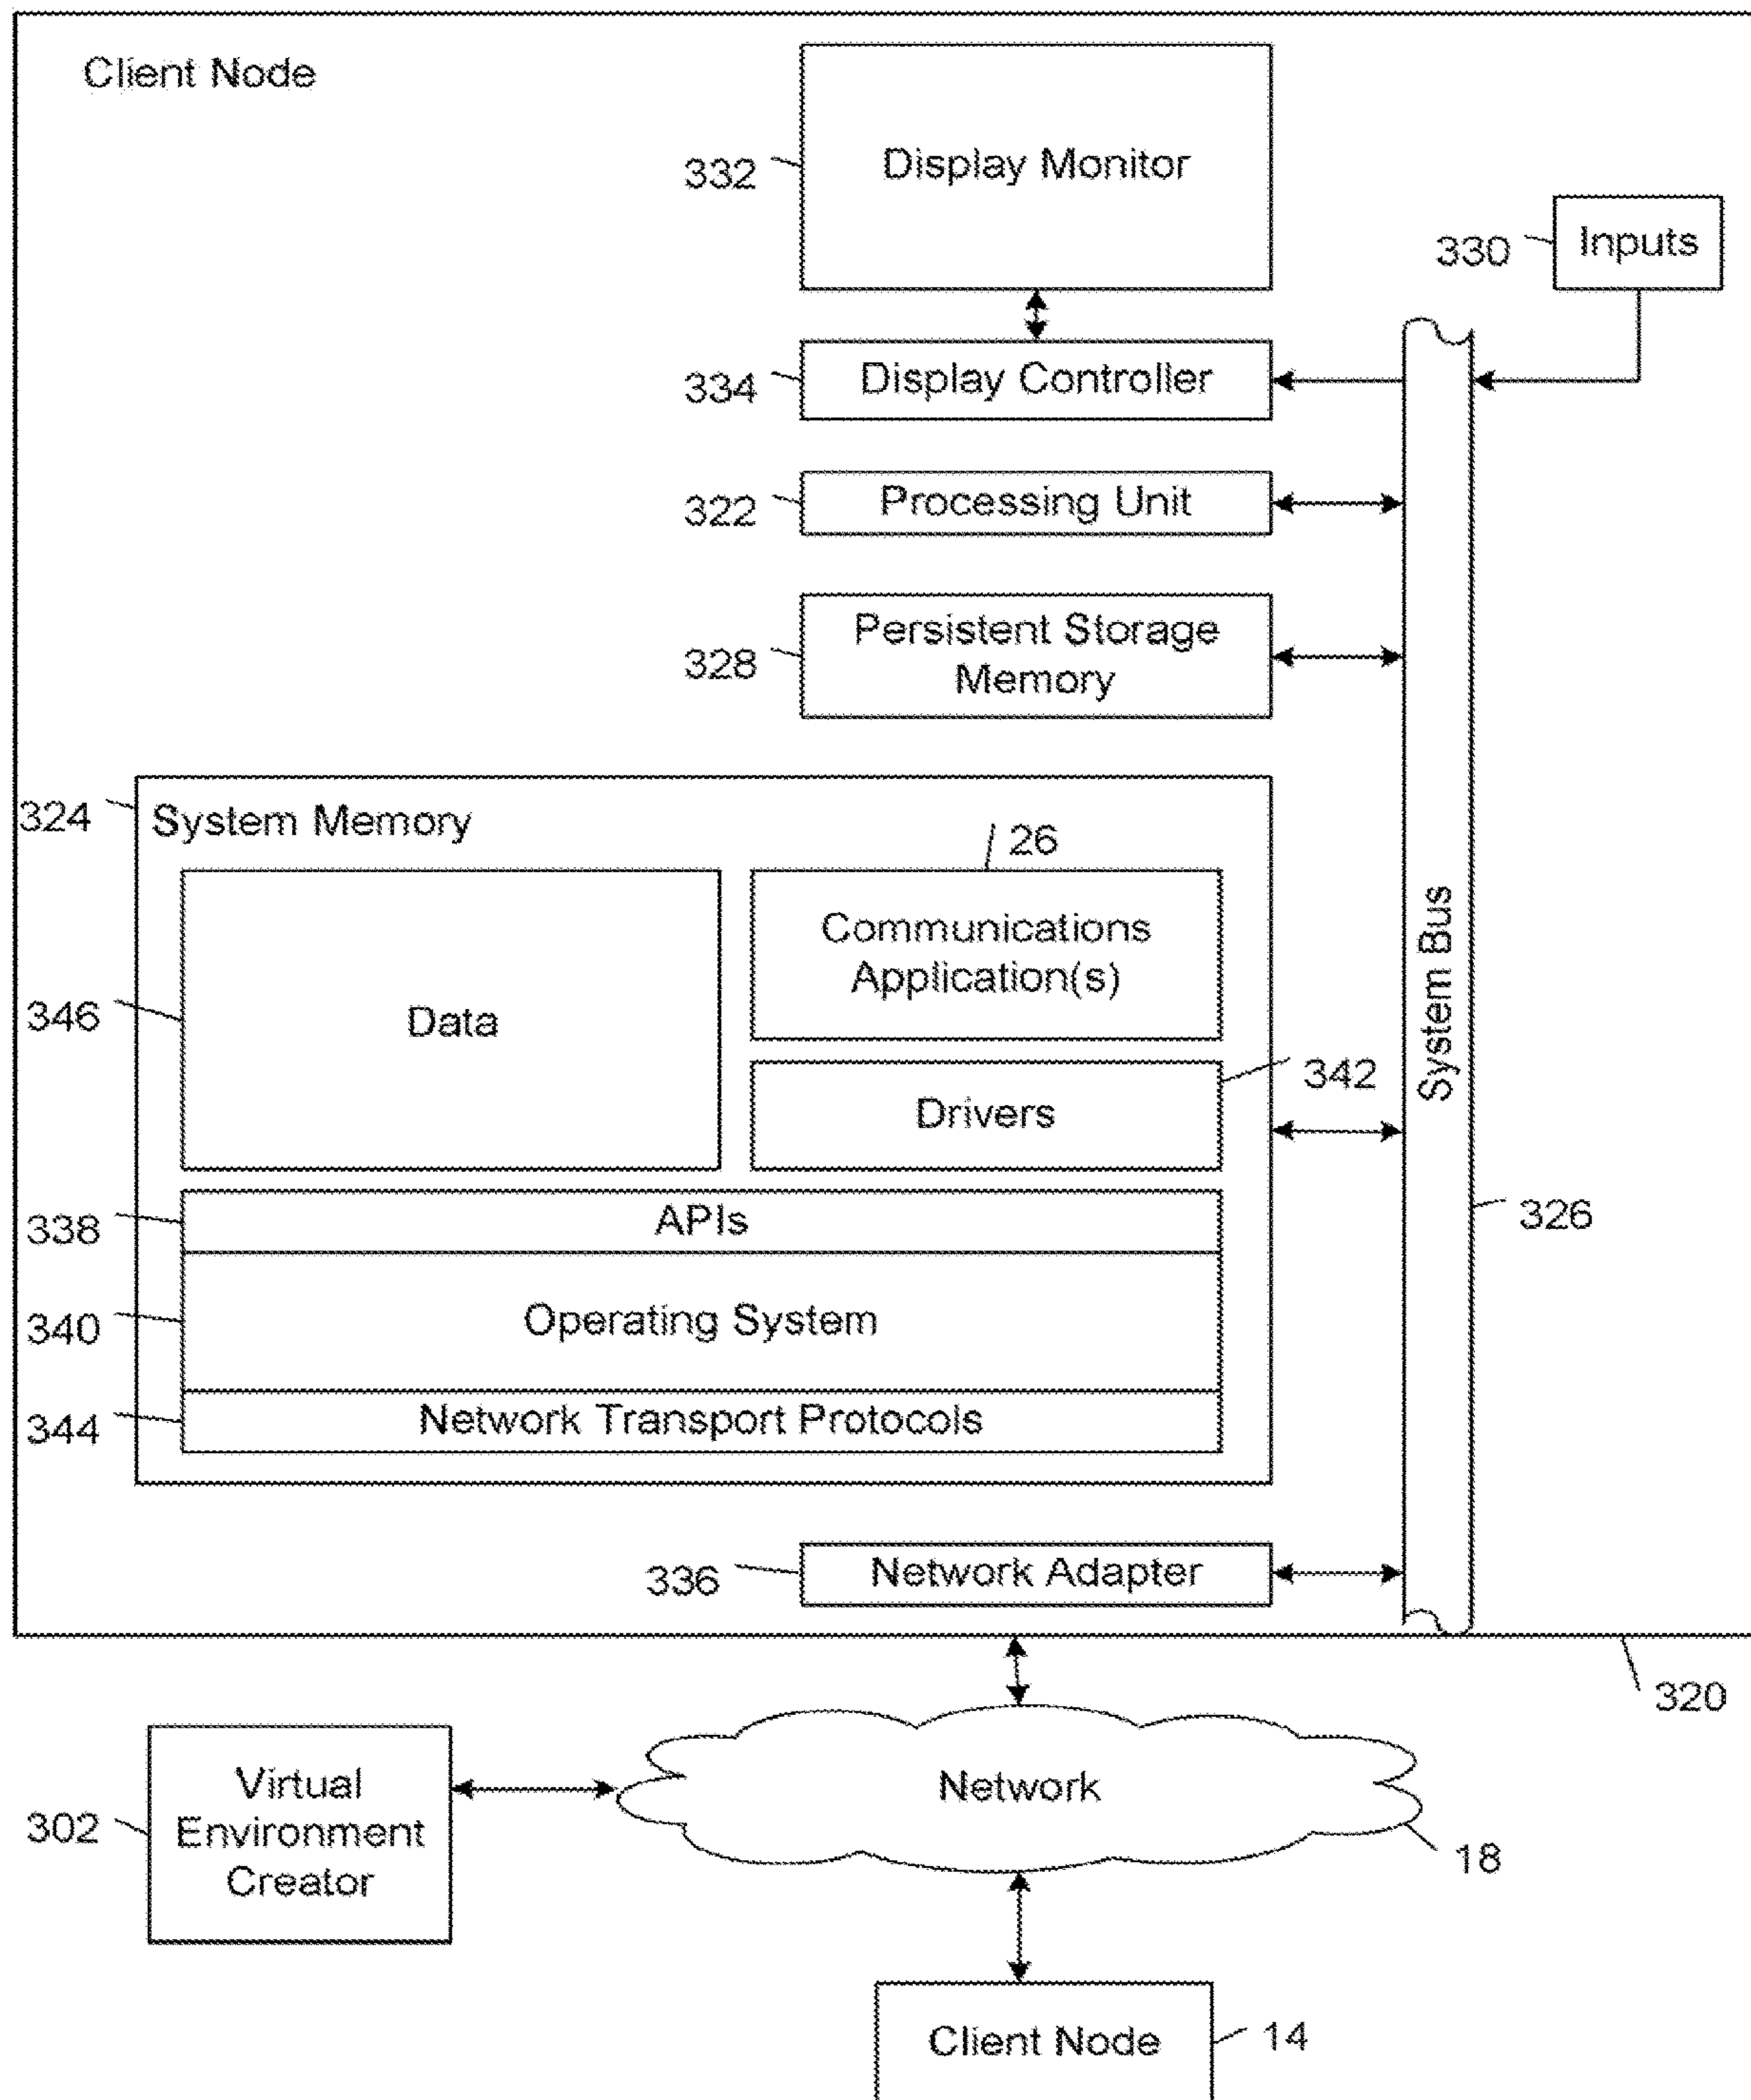 Client Node
332
Display Monitor
330
Inputs
334
Display Controller
322
Processing Unit
328
Persistent Storage
Memory
324
System Memory
26
Communications
Application(s)
346
Data
342
Drivers
System Bus
338
APIs
326
340
Operating System
344
Network Transport Protocols
336
Network Adapter
320
302
Virtual
Environment
Creator
Network
18
Client Node
14